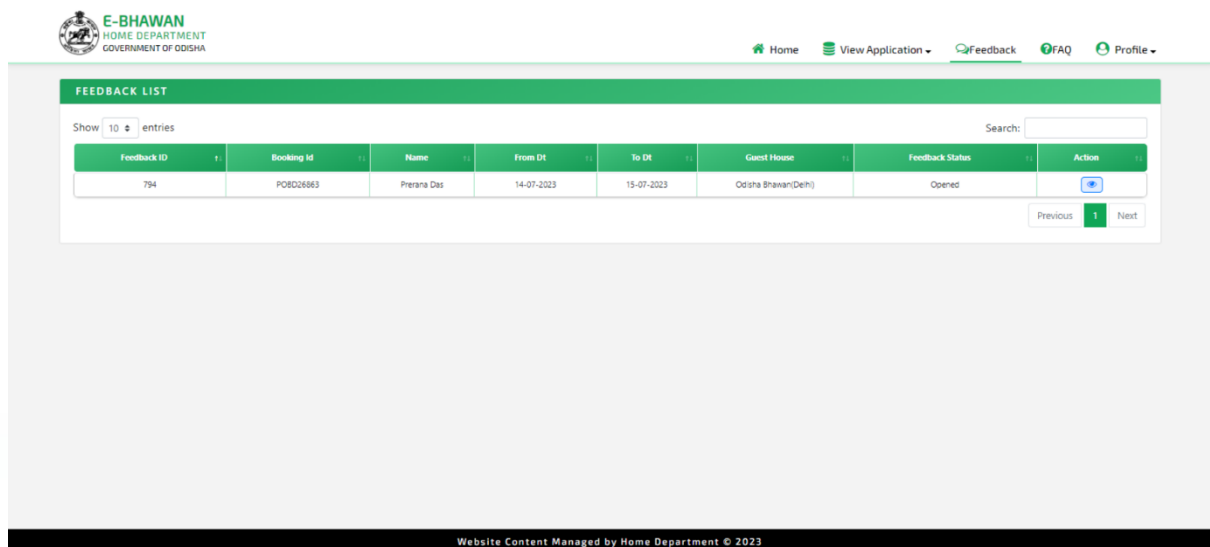 E-BHAWAN
HOME DEPARTMENT
GOVERNMENT OF ODISHA
Home View Application Feedback FAQ Profile
FEEDBACK LIST
Show 10 entries Search:
Feedback ID Booking Id Name From Dt To Dt Guest House Feedback Status Action
794 POBD26863 Prerana Das 14-07-2023 15-07-2023 Odisha Bhawan(Delhi) Opened
Previous 1 Next
Website Content Managed by Home Department © 2023